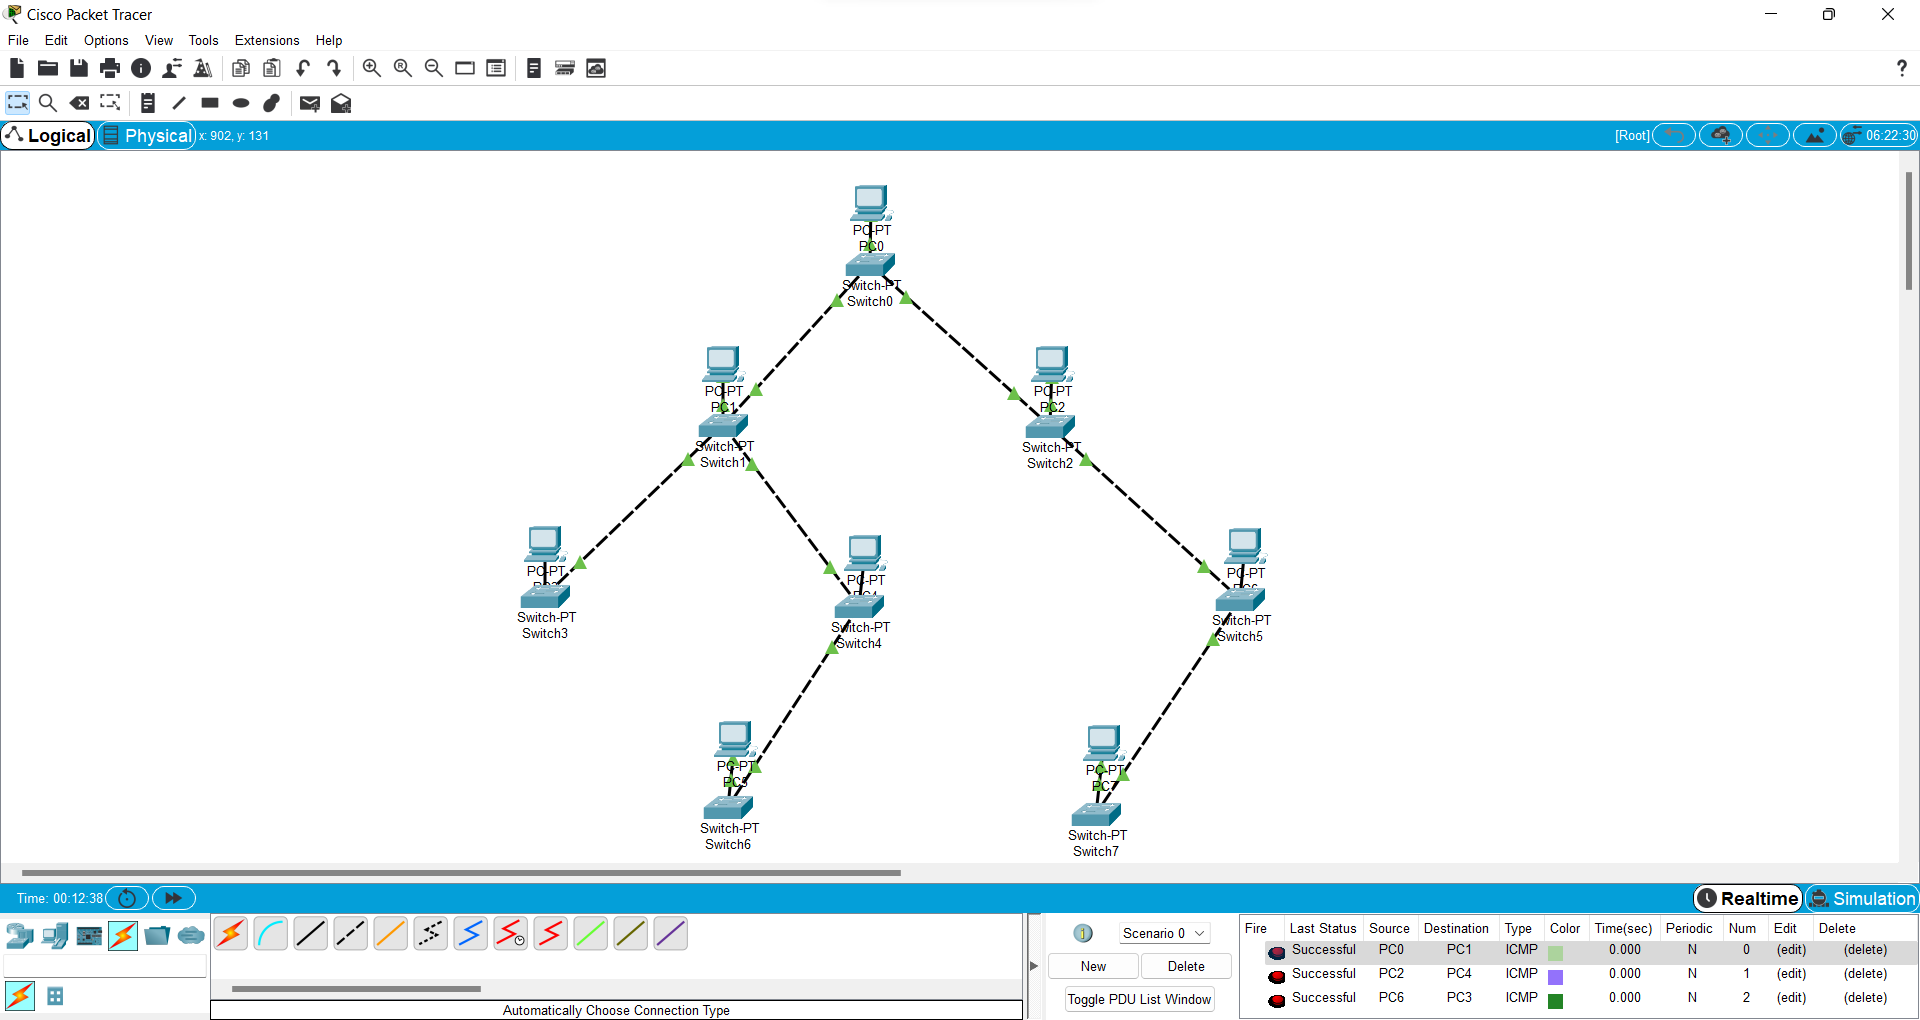 Cisco Packet Tracer
File Edit Options View Tools Extensions Help
?
Logical Physical x: 902, y: 131 [Root] 06:22:30
PC-PT
PC0
Switch-PT
Switch0
PC-PT
PC1
Switch-PT
Switch1
PC-PT
PC2
Switch-PT
Switch2
PC-PT
Switch-PT
Switch3
PC-PT
Switch-PT
Switch4
PC-PT
Switch-PT
Switch5
PC-PT
PC5
Switch-PT
Switch6
PC-PT
PC7
Switch-PT
Switch7
Time: 00:12:38 Realtime Simulation
Scenario 0
New Delete
Toggle PDU List Window
Automatically Choose Connection Type
Fire Last Status Source Destination Type Color Time(sec) Periodic Num Edit Delete
Successful PC0 PC1 ICMP 0.000 N 0 (edit) (delete)
Successful PC2 PC4 ICMP 0.000 N 1 (edit) (delete)
Successful PC6 PC3 ICMP 0.000 N 2 (edit) (delete)